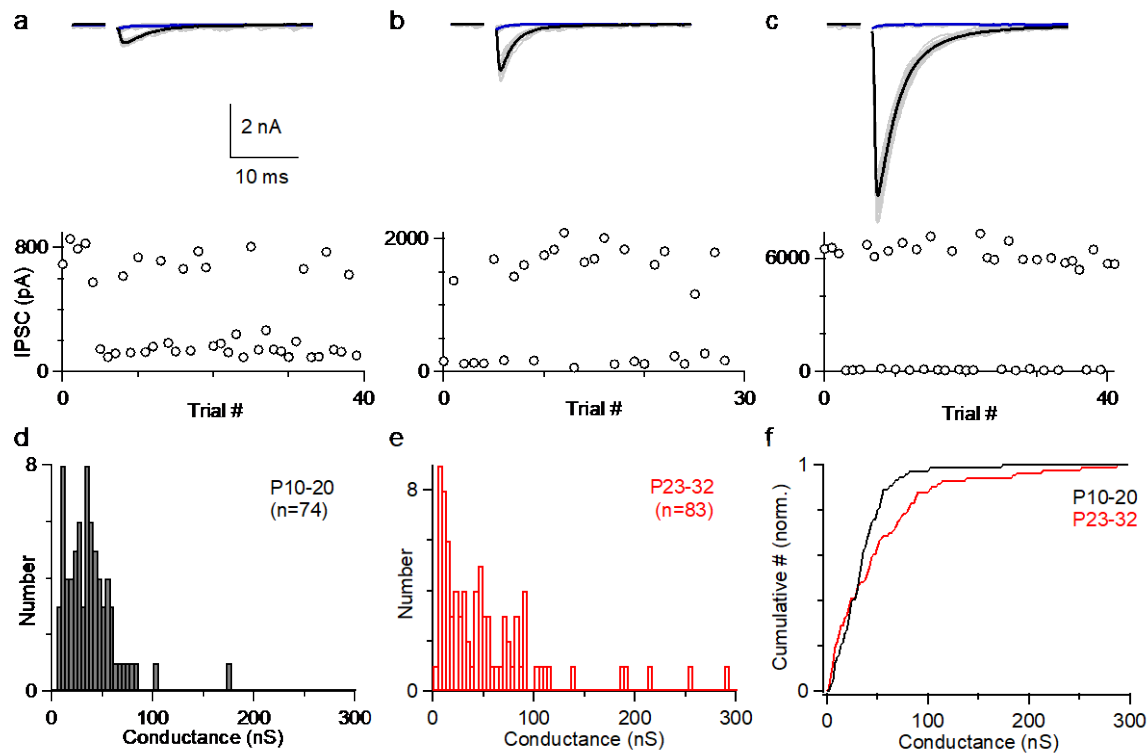 a
b
c
2 nA
10 ms
800
0
IPSC (pA)
0
40
Trial #
2000
0
0
30
Trial #
6000
0
0
40
Trial #
d
e
f
8
0
Number
P10-20
(n=74)
0
100
200
300
Conductance (nS)
8
0
Number
P23-32
(n=83)
0
100
200
300
Conductance (nS)
1
0
Cumulative # (norm.)
P10-20
P23-32
0
100
200
300
Conductance (nS)